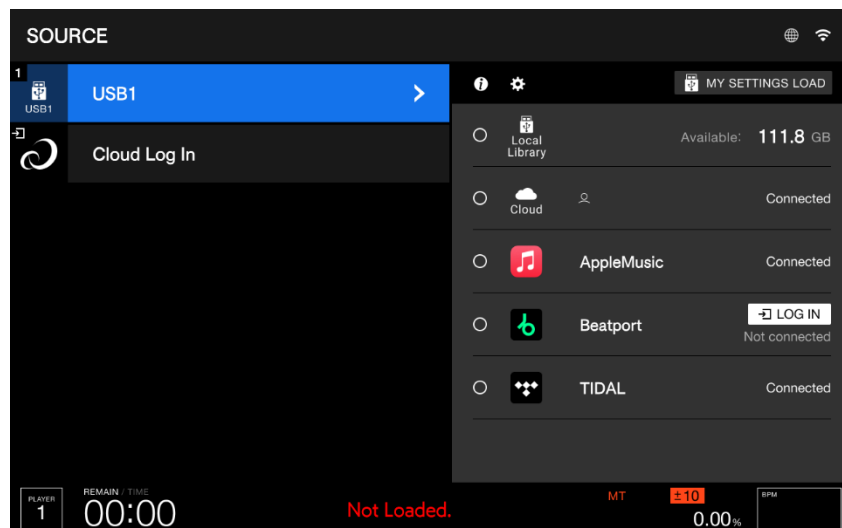 SOURCE
1
USB1
USB1
Cloud Log In
i
MY SETTINGS LOAD
Local
Library
Available: 111.8 GB
Cloud
Connected
AppleMusic
Connected
Beatport
LOG IN
Not connected
TIDAL
Connected
PLAYER
1
REMAIN / TIME
00:00
Not Loaded.
MT
±10
0.00%
BPM